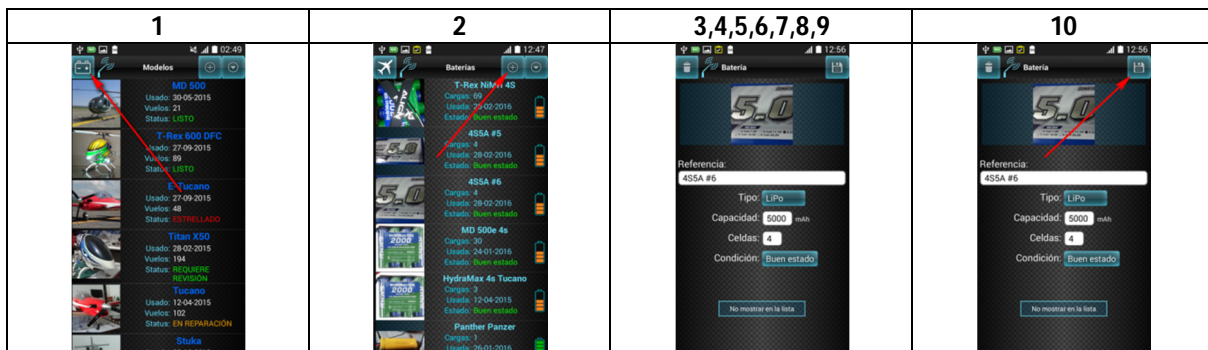 1
2
3,4,5,6,7,8,9
10
02:49
Modelos
MD 500
Usado: 30-05-2015
Vuelos: 21
Status: LISTO
T-Rex 600 DFC
Usado: 27-09-2015
Vuelos: 89
Status: LISTO
E-Tucano
Usado: 27-09-2015
Vuelos: 48
Status: ESTRELLADO
Titan X50
Usado: 28-02-2015
Vuelos: 194
Status: REQUIERE
REVISIÓN
Tucano
Usado: 12-04-2015
Vuelos: 102
Status: EN REPARACIÓN
Stuka
12:47
Baterías
T-Rex NiMH 4S
Cargas: 69
Usada: 23-02-2016
Estado: Buen estado
4S5A #5
Cargas: 4
Usada: 28-02-2016
Estado: Buen estado
4S5A #6
Cargas: 4
Usada: 28-02-2016
Estado: Buen estado
MD 500e 4s
Cargas: 30
Usada: 24-01-2016
Estado: Buen estado
HydraMax 4s Tucano
Cargas: 3
Usada: 12-04-2015
Estado: Buen estado
Panther Panzer
Cargas: 1
Usada: 26-01-2016
12:56
Batería
5.0
Referencia:
4S5A #6
Tipo: LiPo
Capacidad: 5000 mAh
Celdas: 4
Condición: Buen estado
No mostrar en la lista
12:56
Batería
5.0
Referencia:
4S5A #6
Tipo: LiPo
Capacidad: 5000 mAh
Celdas: 4
Condición: Buen estado
No mostrar en la lista